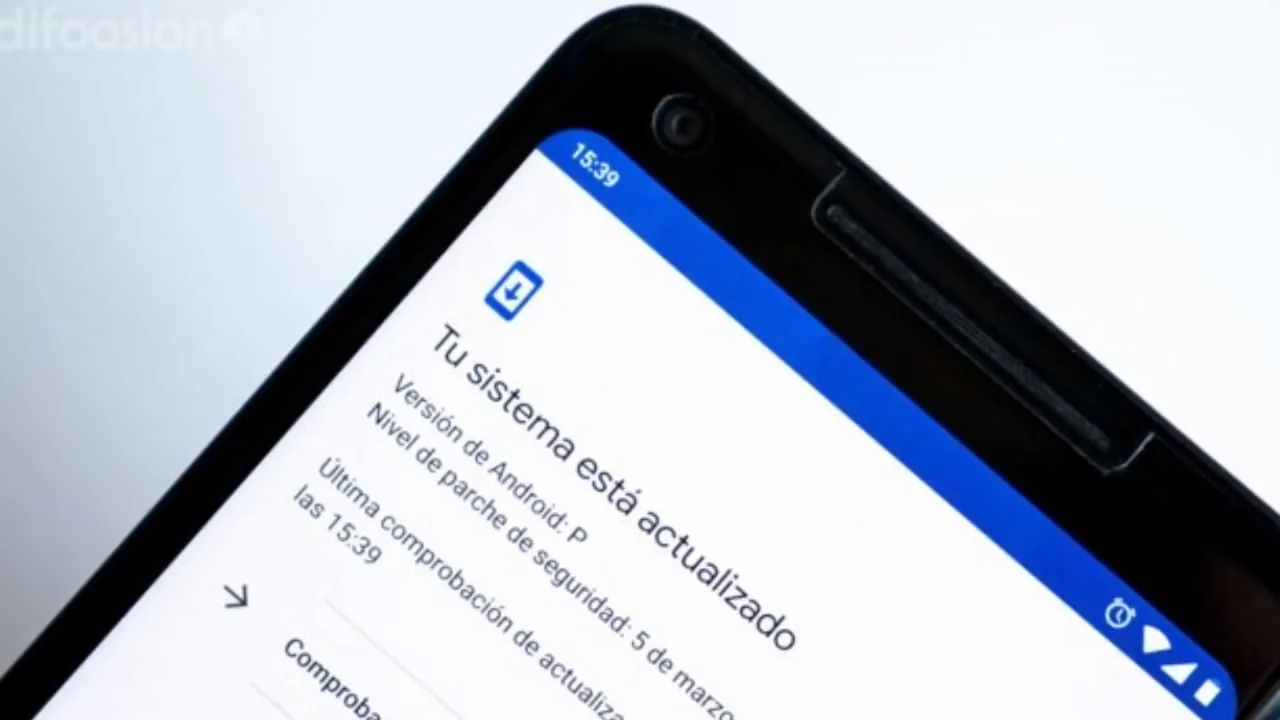 difoosion
15:39
Tu sistema está actualizado
Versión de Android: P
Nivel de parche de seguridad: 5 de marzo
Última comprobación de actualiza
las 15:39
Comproba